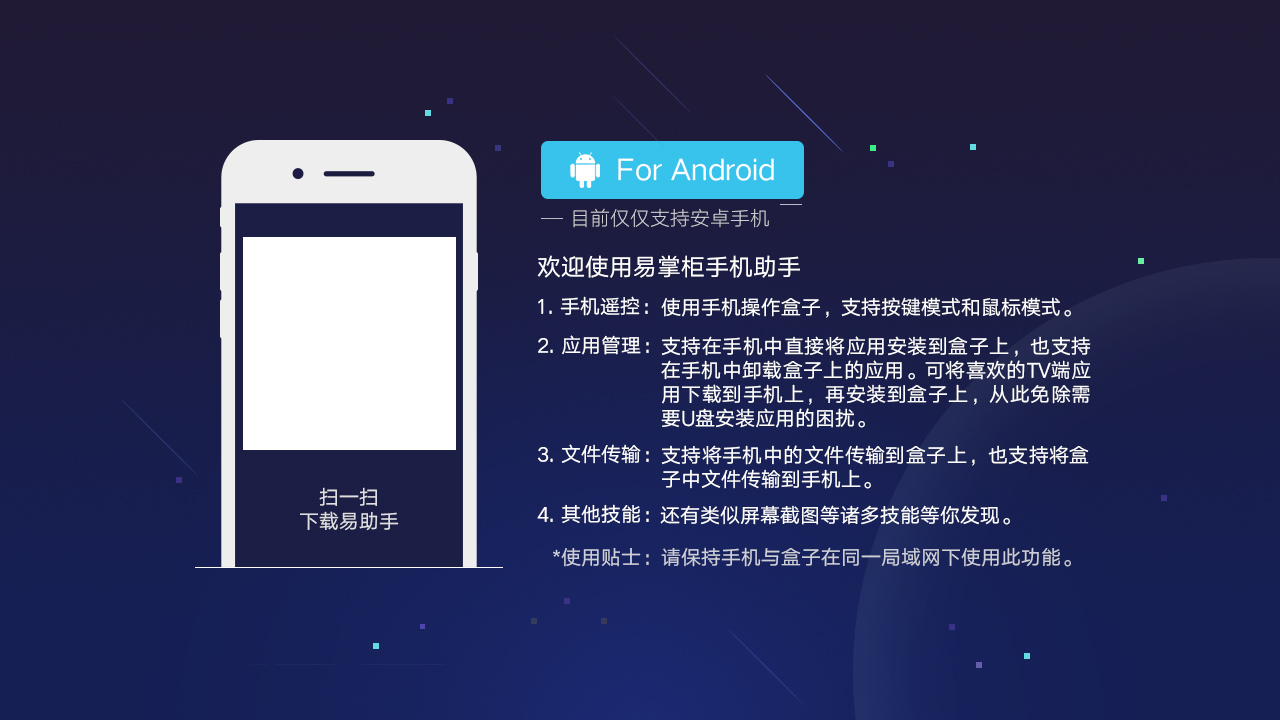 For Android
— 目前仅仅支持安卓手机 —
欢迎使用易掌柜手机助手
1. 手机遥控：使用手机操作盒子，支持按键模式和鼠标模式。
2. 应用管理：支持在手机中直接将应用安装到盒子上，也支持
在手机中卸载盒子上的应用。可将喜欢的TV端应
用下载到手机上，再安装到盒子上，从此免除需
要U盘安装应用的困扰。
3. 文件传输：支持将手机中的文件传输到盒子上，也支持将盒
子中文件传输到手机上。
4. 其他技能：还有类似屏幕截图等诸多技能等你发现。
*使用贴士：请保持手机与盒子在同一局域网下使用此功能。
扫一扫
下载易助手